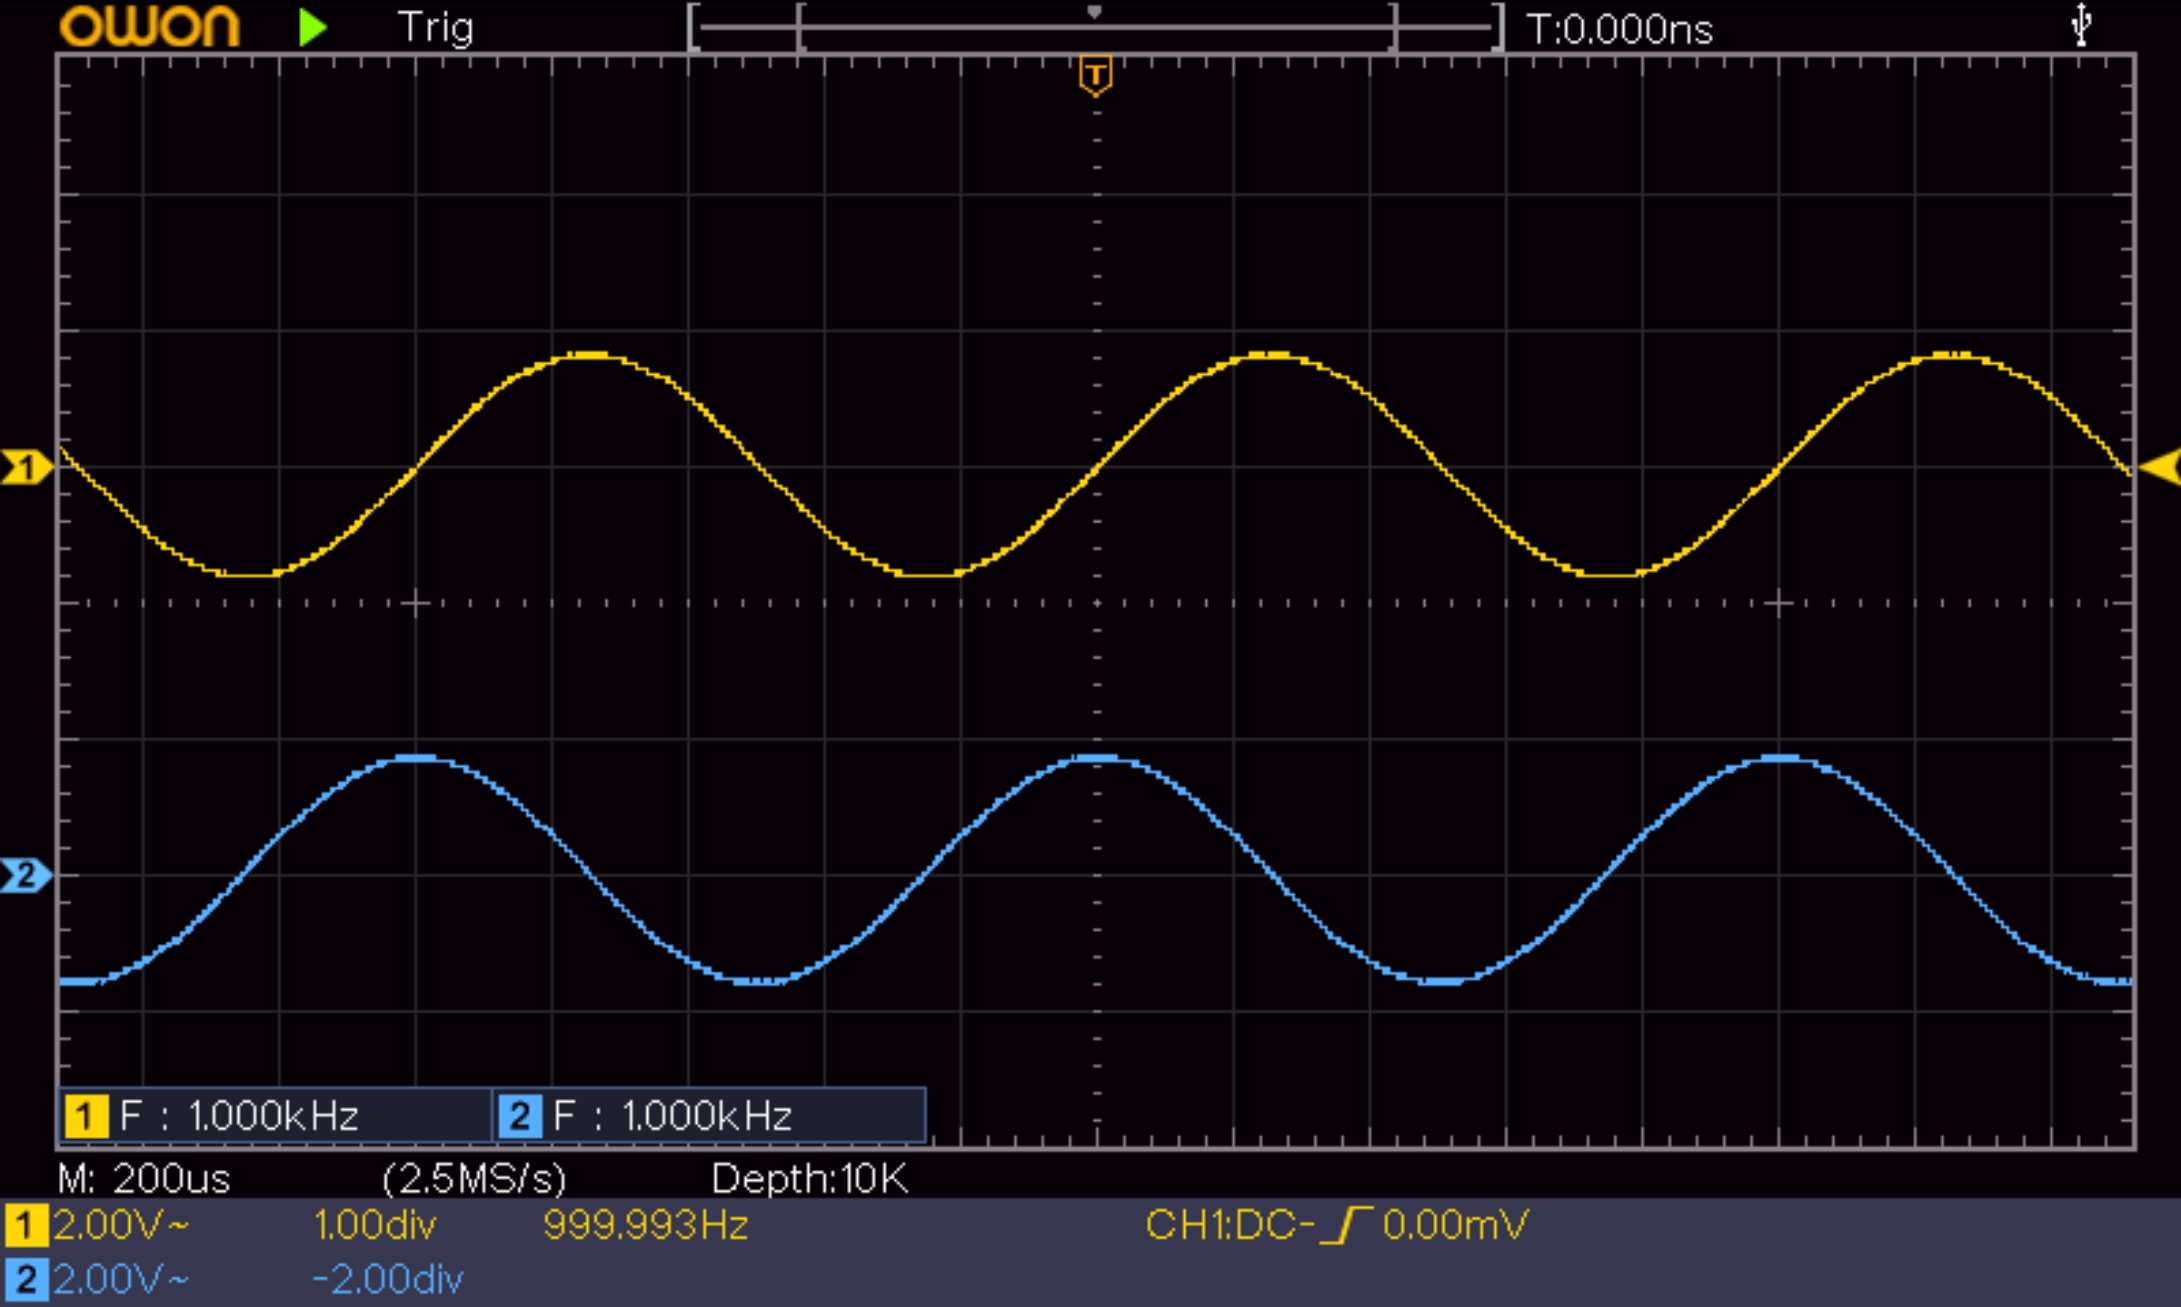 owon Trig T:0.000ns
T
1
2
1 F : 1.000kHz 2 F : 1.000kHz
M: 200us (2.5MS/s) Depth:10K
1 2.00V~ 1.00div 999.993Hz CH1:DC- 0.00mV
2 2.00V~ -2.00div